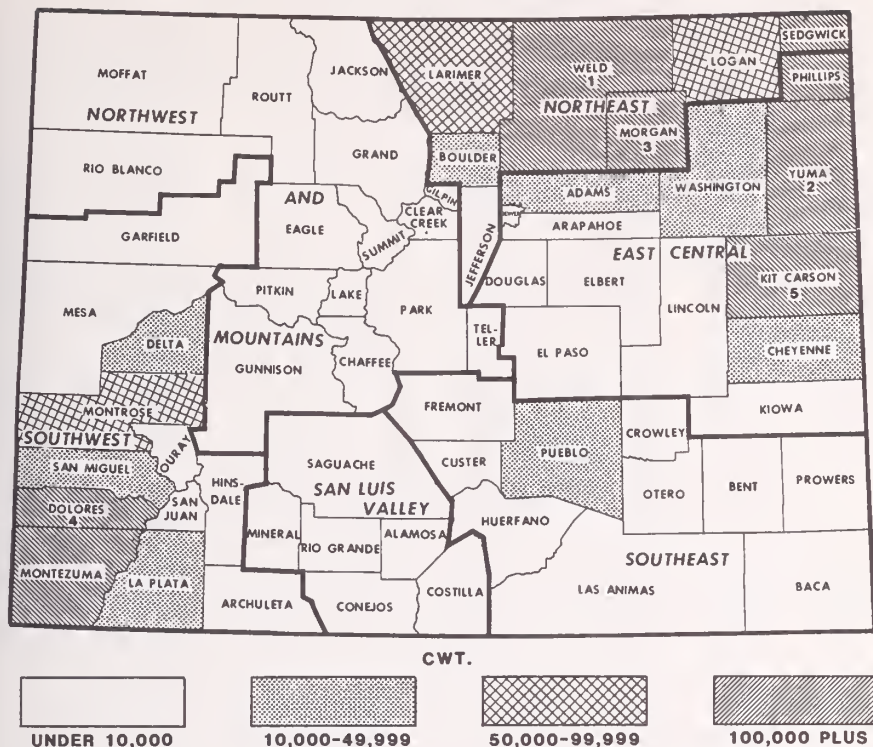 SEDGWICK
JACKSON
LOGAN
MOFFAT
LARIMER
WELD
1
PHILLIPS
ROUTT
NORTHWEST
NORTHEAST
MORGAN
3
GRAND
BOULDER
YUMA
2
RIO BLANCO
GILPIN
ADAMS
WASHINGTON
AND
CLEAR
CREEK
DENVER
ARAPAHOE
EAGLE
GARFIELD
SUMMIT
JEFFERSON
EAST CENTRAL
DOUGLAS
ELBERT
KIT CARSON
5
PITKIN
LAKE
PARK
LINCOLN
MESA
TEL-
LER
MOUNTAINS
DELTA
EL PASO
CHEYENNE
GUNNISON
CHAFFEE
MONTROSE
FREMONT
KIOWA
CROWLEY
SOUTHWEST
OURAY
PUEBLO
SAN MIGUEL
SAGUACHE
CUSTER
HINS-
DALE
SAN LUIS
VALLEY
OTERO
BENT
PROWERS
DOLORES
4
SAN
JUAN
HUERFANO
MINERAL
RIO GRANDE
ALAMOSA
SOUTHEAST
MONTEZUMA
LA PLATA
COSTILLA
LAS ANIMAS
BACA
ARCHULETA
CONEJOS
CWT.
UNDER 10,000
10,000-49,999
50,000-99,999
100,000 PLUS